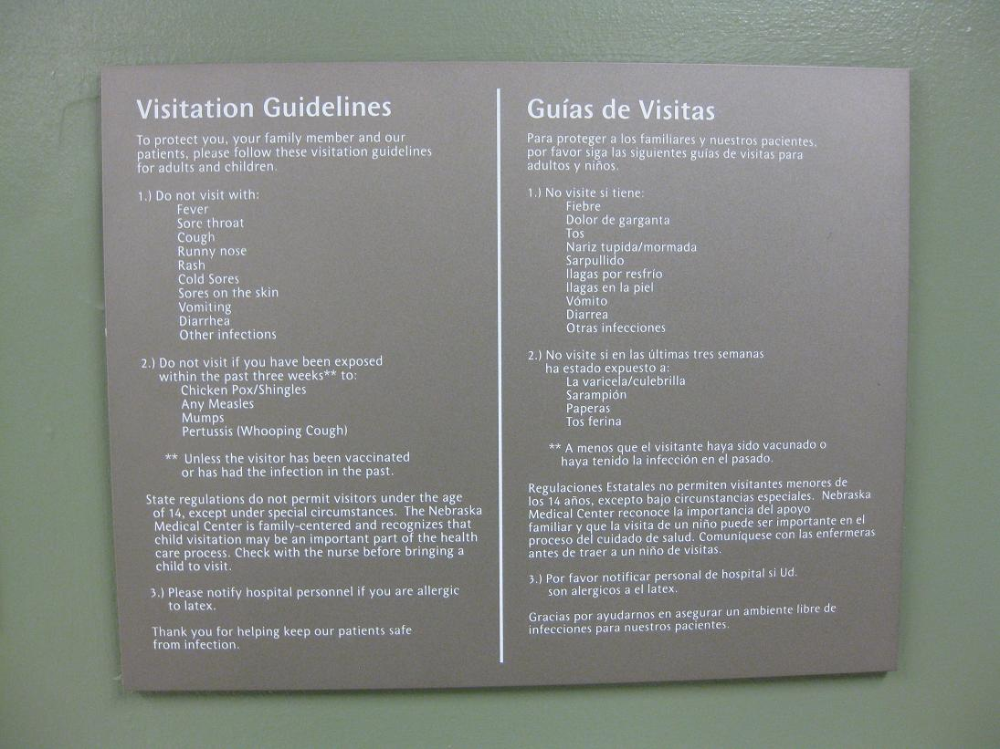 Visitation Guidelines
To protect you, your family member and our
patients, please follow these visitation guidelines
for adults and children.
1.) Do not visit with:
Fever
Sore throat
Cough
Runny nose
Rash
Cold Sores
Sores on the skin
Vomiting
Diarrhea
Other infections
2.) Do not visit if you have been exposed
within the past three weeks** to:
Chicken Pox/Shingles
Any Measles
Mumps
Pertussis (Whooping Cough)
** Unless the visitor has been vaccinated
or has had the infection in the past.
State regulations do not permit visitors under the age
of 14, except under special circumstances. The Nebraska
Medical Center is family-centered and recognizes that
child visitation may be an important part of the health
care process. Check with the nurse before bringing a
child to visit.
3.) Please notify hospital personnel if you are allergic
to latex.
Thank you for helping keep our patients safe
from infection.
Guías de Visitas
Para proteger a los familiares y nuestros pacientes,
por favor siga las siguientes guías de visitas para
adultos y niños.
1.) No visite si tiene:
Fiebre
Dolor de garganta
Tos
Nariz tupida/mormada
Sarpullido
llagas por resfrío
llagas en la piel
Vómito
Diarrea
Otras infecciones
2.) No visite si en las últimas tres semanas
ha estado expuesto a:
La varicela/culebrilla
Sarampión
Paperas
Tos ferina
** A menos que el visitante haya sido vacunado o
haya tenido la infección en el pasado.
Regulaciones Estatales no permiten visitantes menores de
los 14 años, excepto bajo circunstancias especiales. Nebraska
Medical Center reconoce la importancia del apoyo
familiar y que la visita de un niño puede ser importante en el
proceso del cuidado de salud. Comuníquese con las enfermeras
antes de traer a un niño de visitas.
3.) Por favor notificar personal de hospital si Ud.
son alergicos a el latex.
Gracias por ayudarnos en asegurar un ambiente libre de
infecciones para nuestros pacientes.